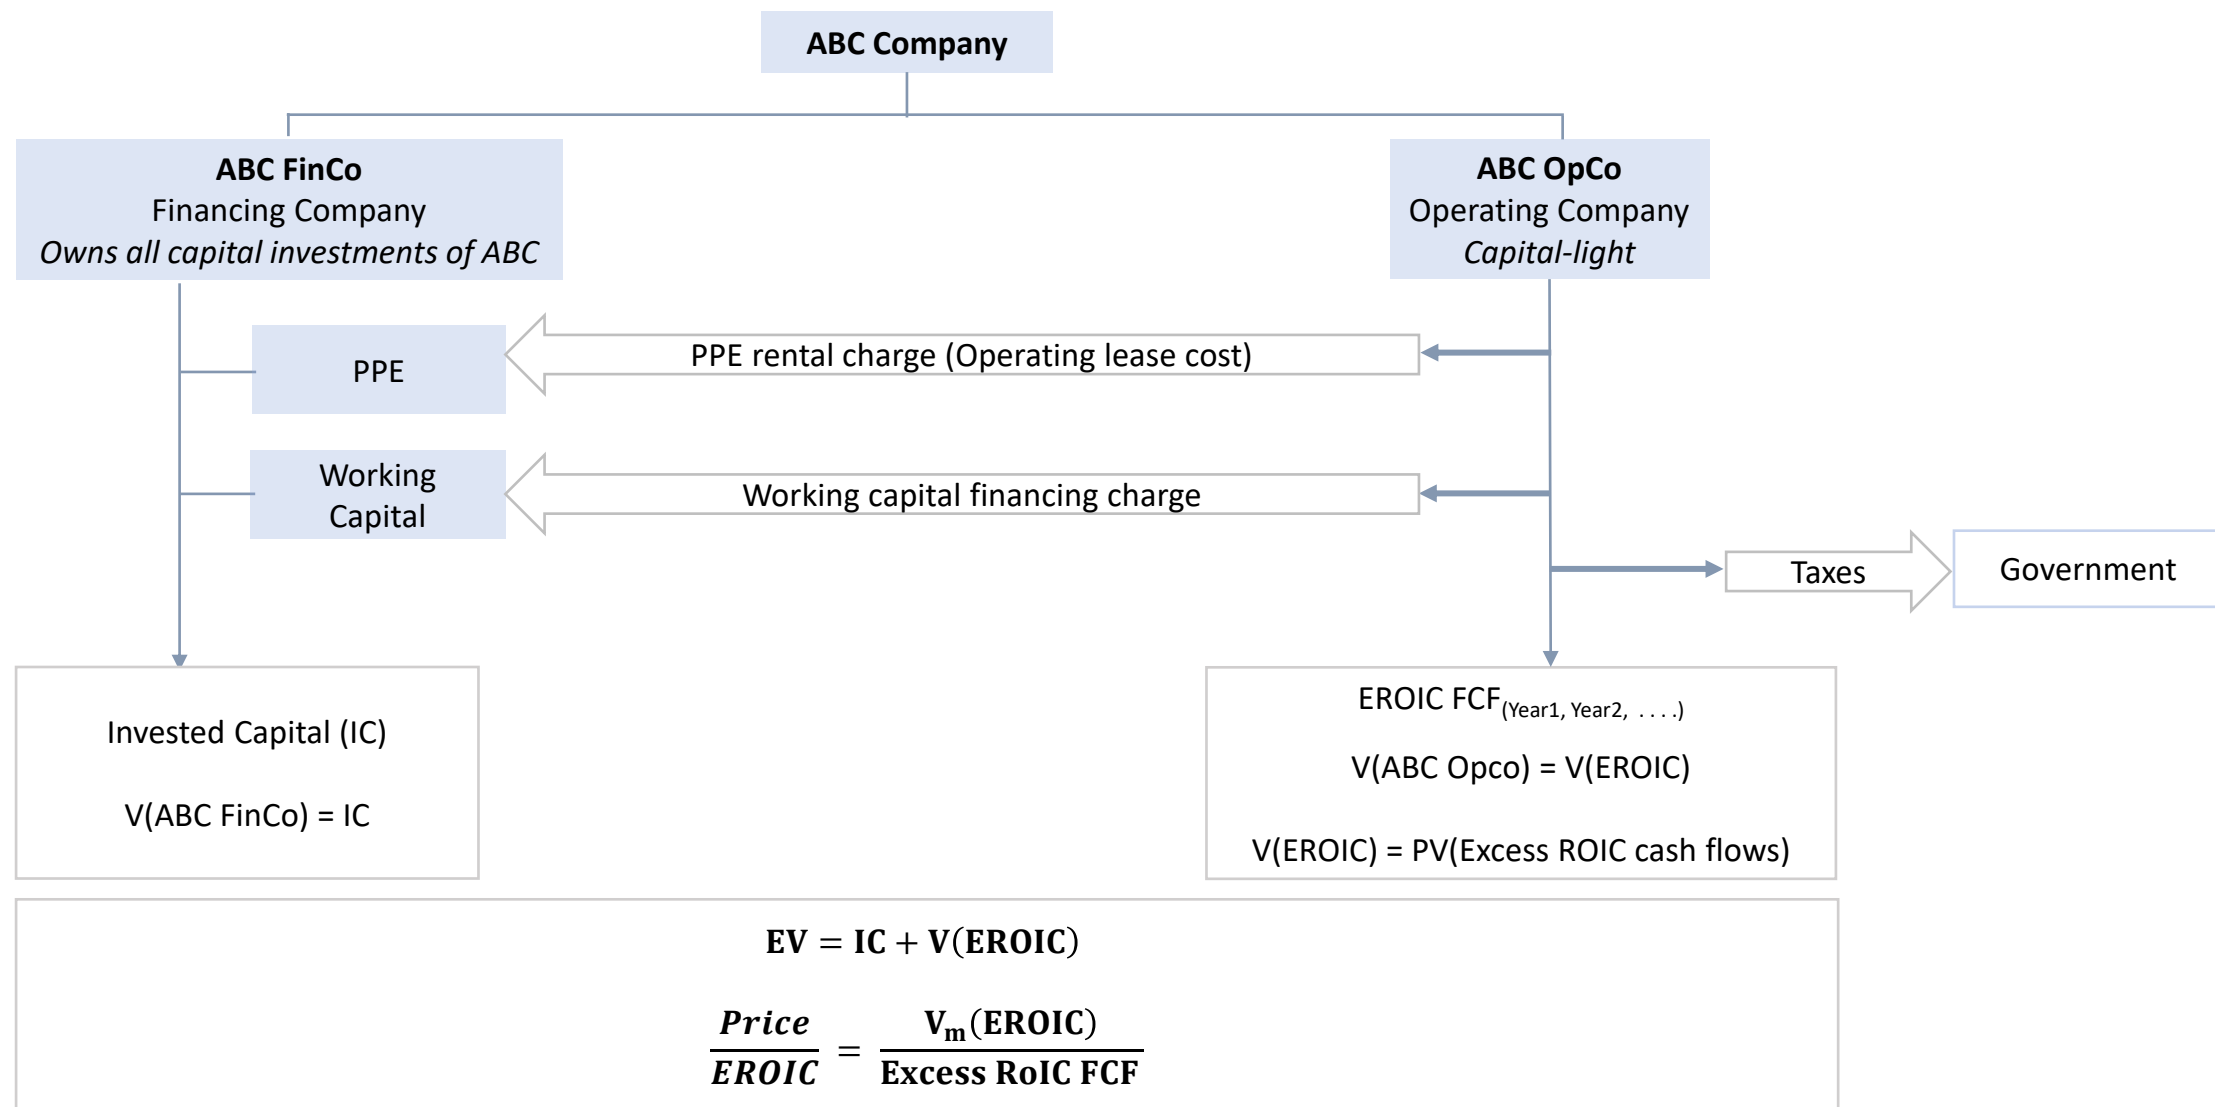 ABC Company
ABC FinCo
Financing Company
Owns all capital investments of ABC
ABC OpCo
Operating Company
Capital-light
PPE
PPE rental charge (Operating lease cost)
Working
Capital
Working capital financing charge
Taxes
Government
Invested Capital (IC)
V(ABC FinCo) = IC
EROIC FCF(Year1, Year2, . . . .)
V(ABC Opco) = V(EROIC)
V(EROIC) = PV(Excess ROIC cash flows)
EV = IC + V(EROIC)
Price / EROIC = Vm(EROIC) / Excess RoIC FCF